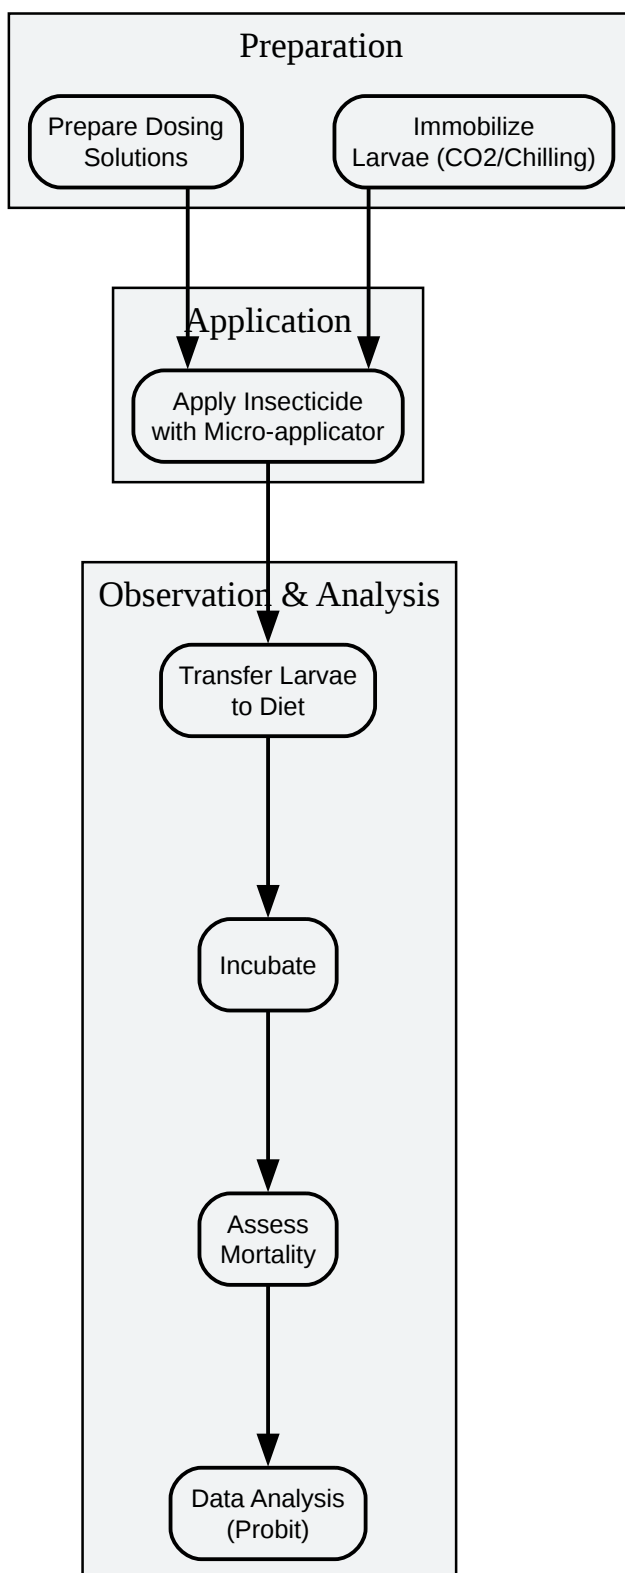 Preparation
Prepare Dosing
Solutions
Immobilize
Larvae (CO2/Chilling)
Application
Apply Insecticide
with Micro-applicator
Observation & Analysis
Transfer Larvae
to Diet
Incubate
Assess
Mortality
Data Analysis
(Probit)